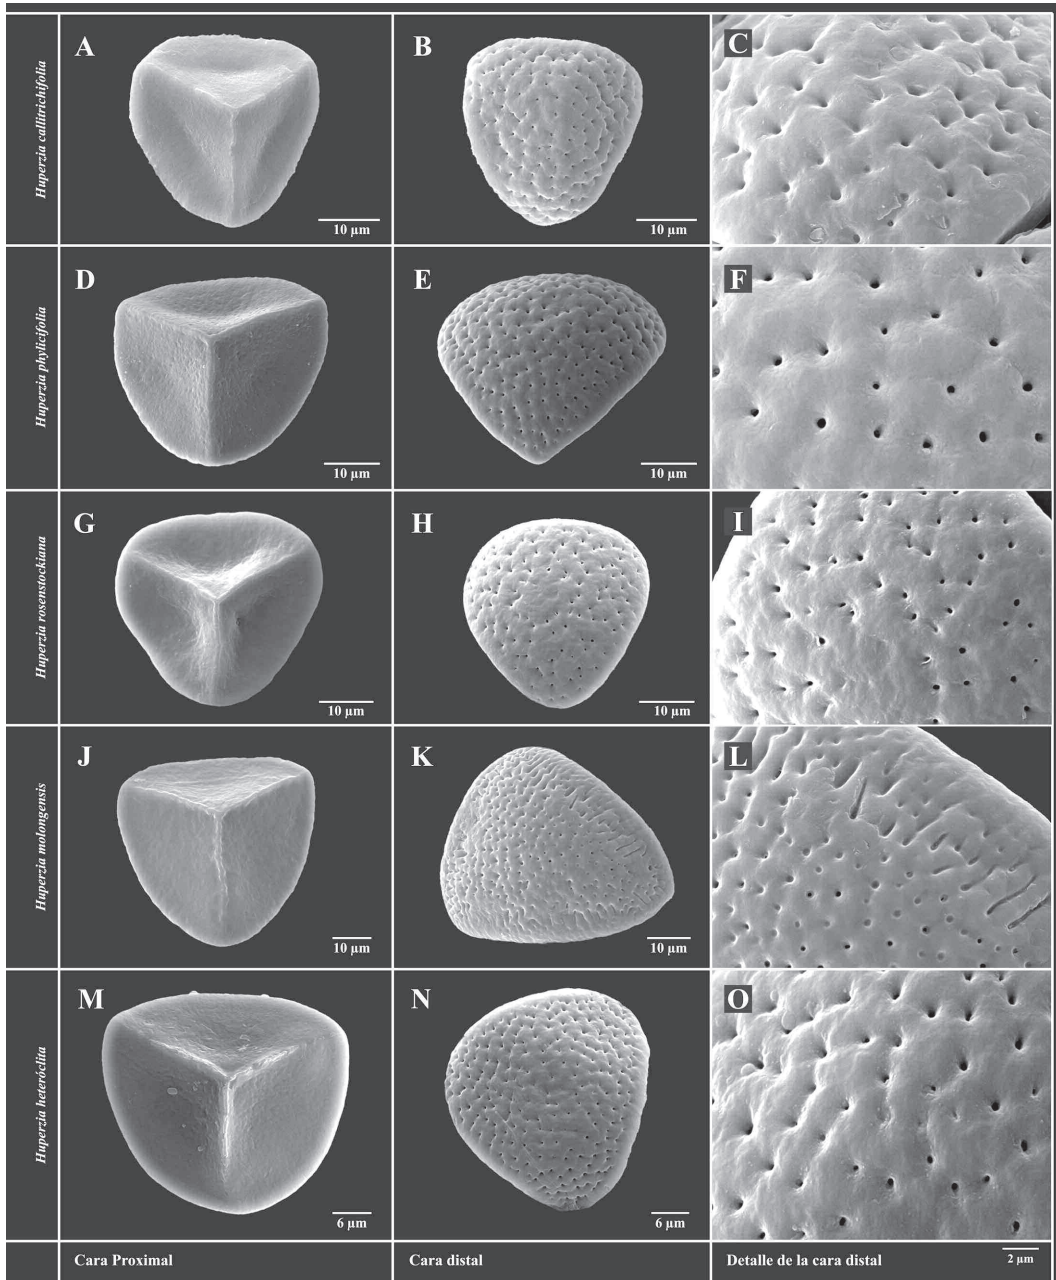 Huperzia callitrichifolia
A
10 µm
B
10 µm
C
Huperzia phylicifolia
D
10 µm
E
10 µm
F
Huperzia rosenstockiana
G
10 µm
H
10 µm
I
Huperzia molongensis
J
10 µm
K
10 µm
L
Huperzia heteróclita
M
6 µm
N
6 µm
O
Cara Proximal
Cara distal
Detalle de la cara distal
2 µm